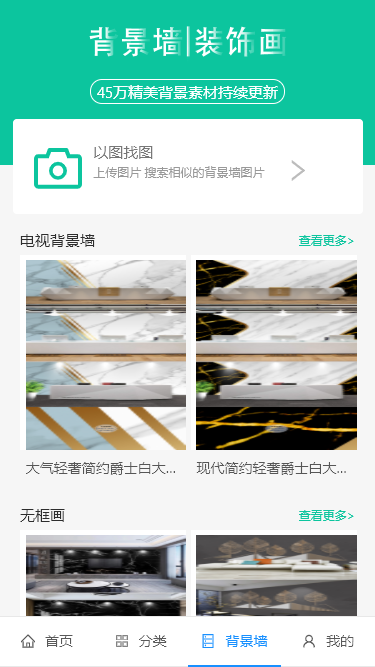 背景墙|装饰画
45万精美背景素材持续更新
以图找图
上传图片 搜索相似的背景墙图片
电视背景墙 查看更多>
大气轻奢简约爵士白大... 现代简约轻奢爵士白大...
无框画 查看更多>
首页 分类 背景墙 我的